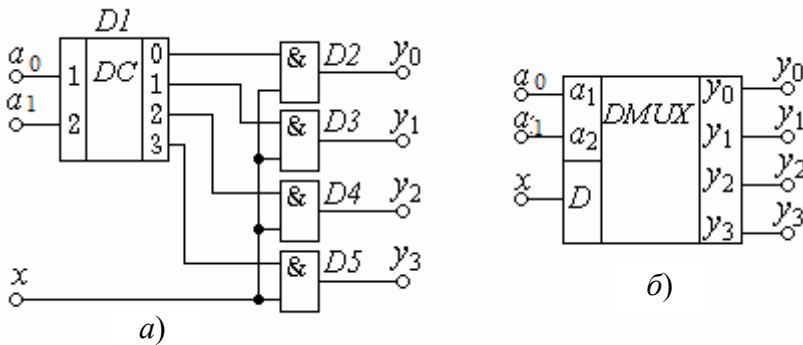 D1
a0
a1
1
2
DC
0
1
2
3
& D2 y0
& D3 y1
& D4 y2
& D5 y3
x
а)
a0
a1
x
a1
a2
D
DMUX
y0
y1
y2
y3
y0
y1
y2
y3
б)